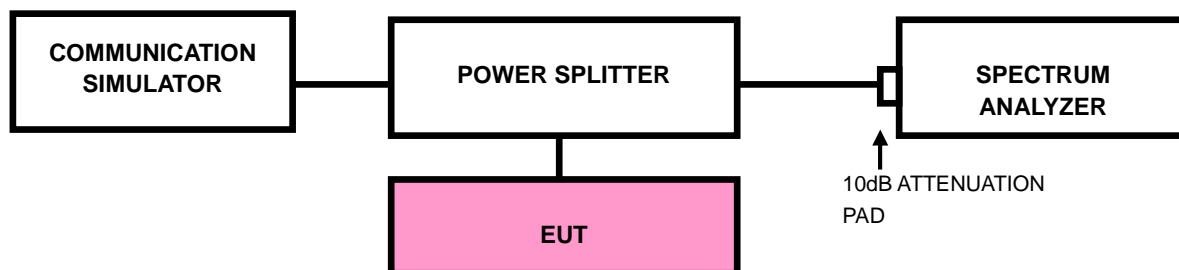 COMMUNICATION
SIMULATOR
POWER SPLITTER
SPECTRUM
ANALYZER
10dB ATTENUATION
PAD
EUT